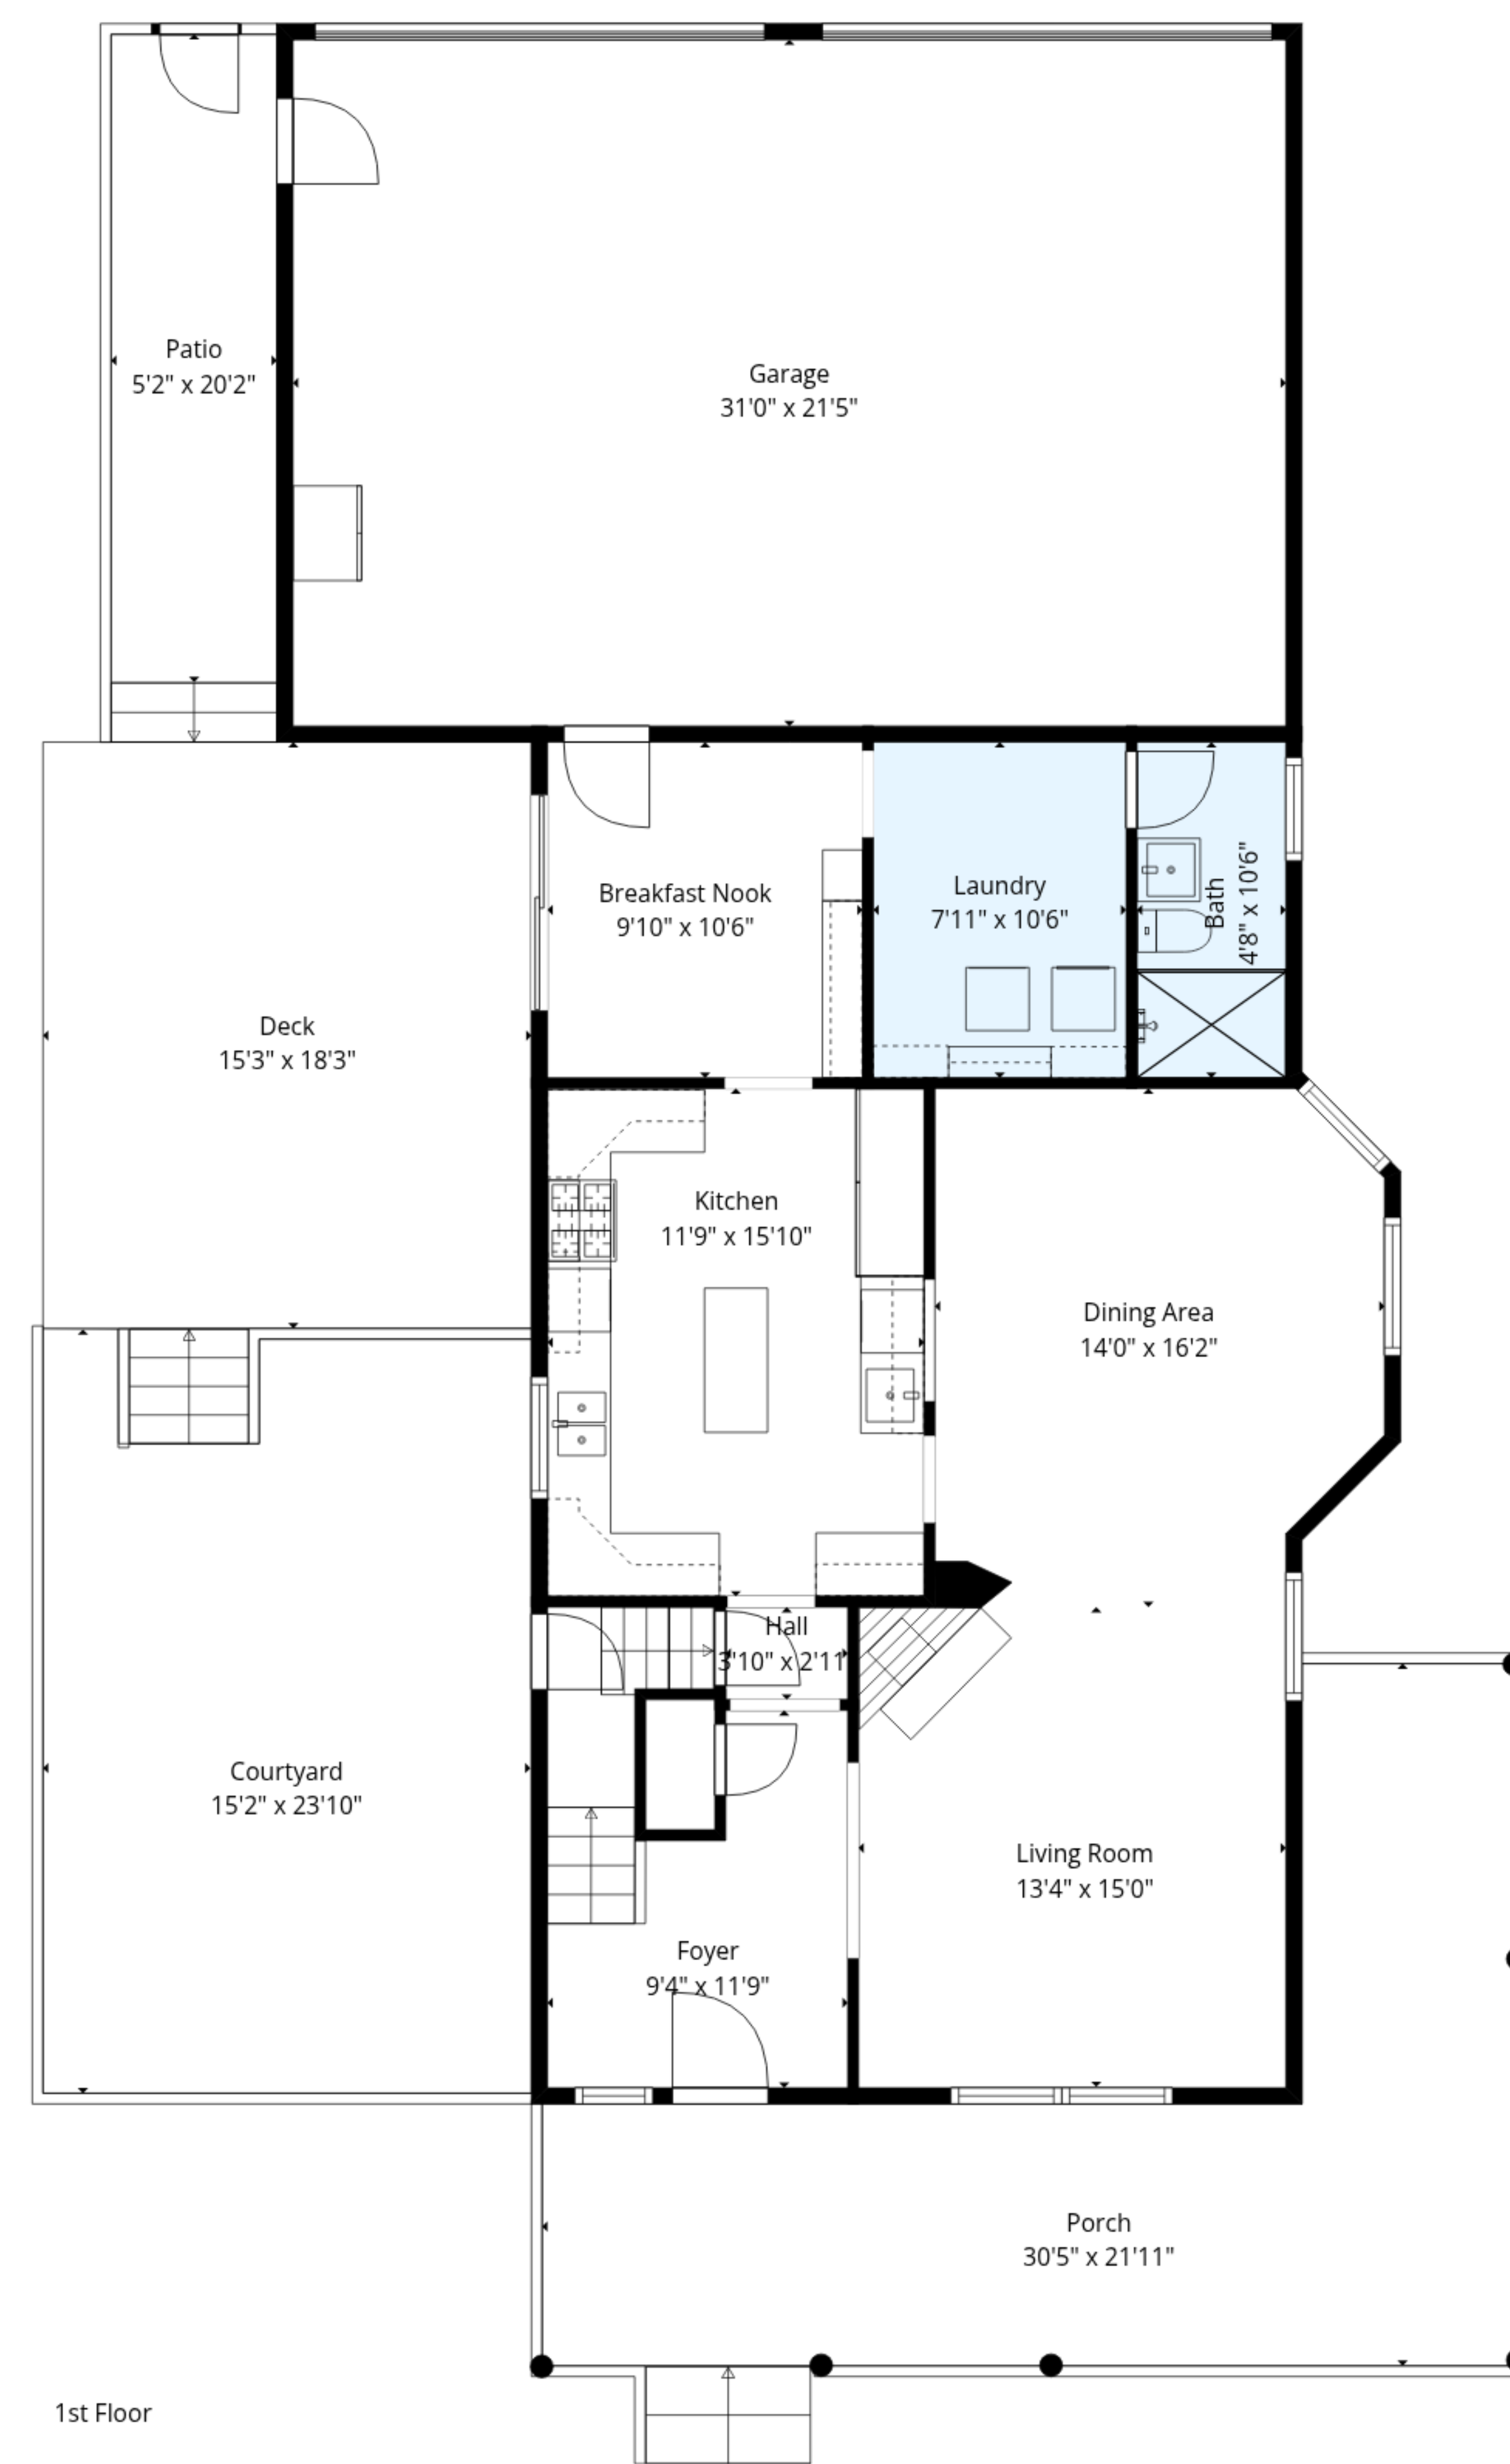 Patio
5'2" x 20'2"
Garage
31'0" x 21'5"
Breakfast Nook
9'10" x 10'6"
Laundry
7'11" x 10'6"
Bath
4'8" x 10'6"
Deck
15'3" x 18'3"
Kitchen
11'9" x 15'10"
Dining Area
14'0" x 16'2"
Hall
3'10" x 2'11
Courtyard
15'2" x 23'10"
Living Room
13'4" x 15'0"
Foyer
9'4" x 11'9"
Porch
30'5" x 21'11"
1st Floor